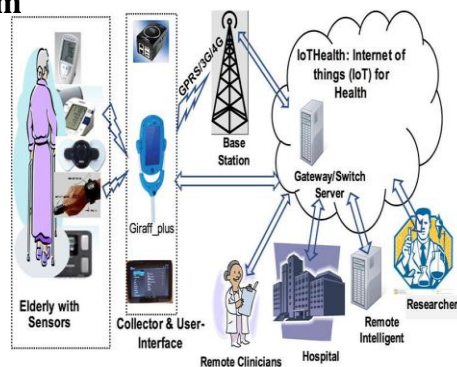 m
IoTHealth: Internet of
things (IoT) for
Health
GPRS/3G/4G
Base
Station
Gateway/Switch
Server
Giraff_plus
Researcher
Elderly with
Sensors
Collector & User-
Interface
Remote
Intelligent
Remote Clinicians
Hospital